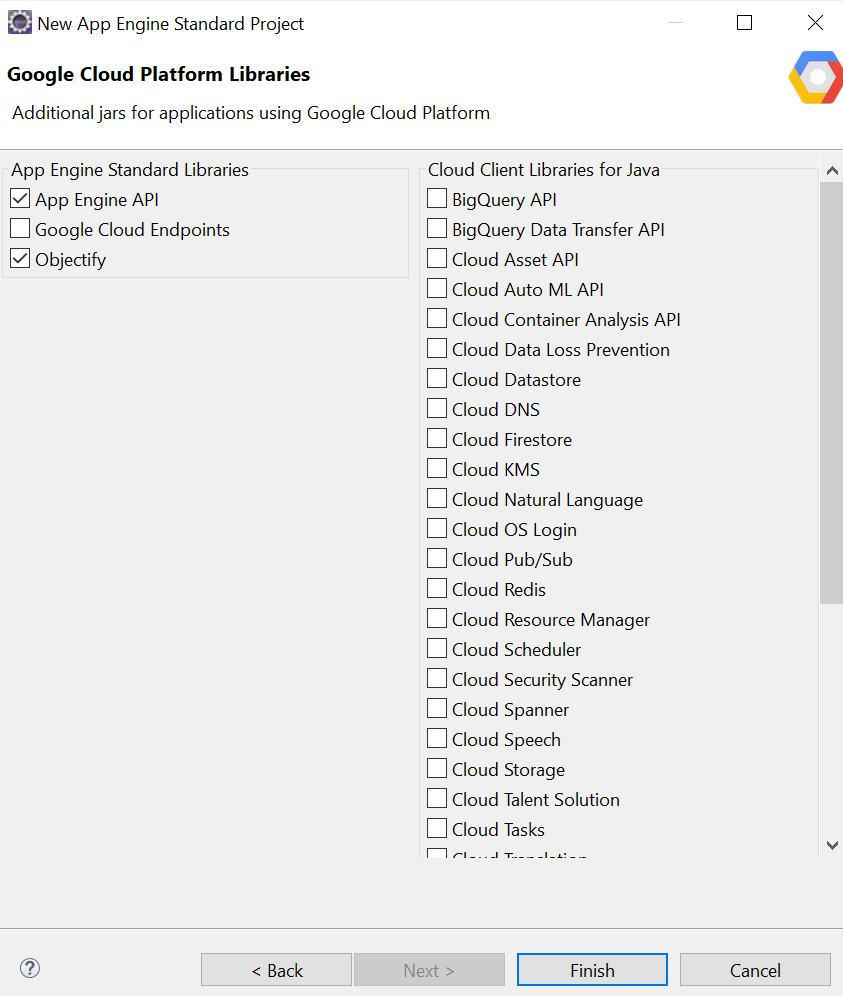 New App Engine Standard Project
Google Cloud Platform Libraries
Additional jars for applications using Google Cloud Platform
App Engine Standard Libraries
App Engine API
Google Cloud Endpoints
Objectify
Cloud Client Libraries for Java
BigQuery API
BigQuery Data Transfer API
Cloud Asset API
Cloud Auto ML API
Cloud Container Analysis API
Cloud Data Loss Prevention
Cloud Datastore
Cloud DNS
Cloud Firestore
Cloud KMS
Cloud Natural Language
Cloud OS Login
Cloud Pub/Sub
Cloud Redis
Cloud Resource Manager
Cloud Scheduler
Cloud Security Scanner
Cloud Spanner
Cloud Speech
Cloud Storage
Cloud Talent Solution
Cloud Tasks
Cloud Translation
? < Back Next > Finish Cancel